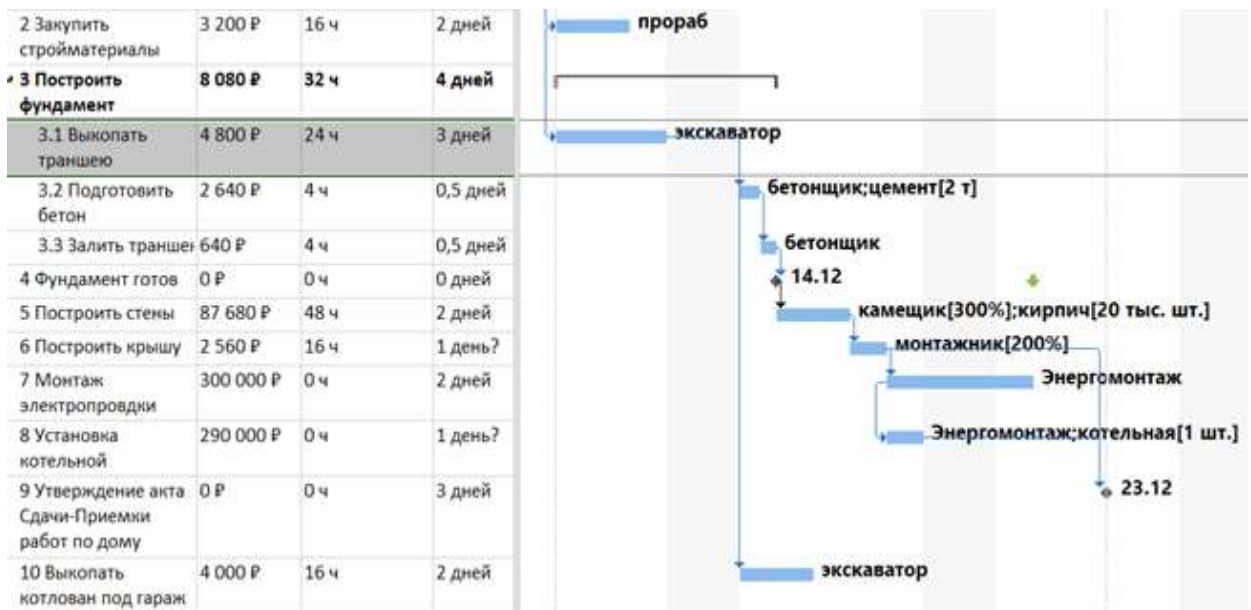 2 Закупить 3 200 ₽ 16 ч 2 дней прораб
стройматериалы
3 Построить 8 080 ₽ 32 ч 4 дней
фундамент
3.1 Выкопать 4 800 ₽ 24 ч 3 дней экскаватор
траншею
3.2 Подготовить 2 640 ₽ 4 ч 0,5 дней бетонщик;цемент[2 т]
бетон
3.3 Залить траншеи 640 ₽ 4 ч 0,5 дней бетонщик
4 Фундамент готов 0 ₽ 0 ч 0 дней 14.12
5 Построить стены 87 680 ₽ 48 ч 2 дней камещик[300%];кирпич[20 тыс. шт.]
6 Построить крышу 2 560 ₽ 16 ч 1 день? монтажник[200%]
7 Монтаж 300 000 ₽ 0 ч 2 дней Энергомонтаж
электропровдки
8 Установка 290 000 ₽ 0 ч 1 день? Энергомонтаж;котельная[1 шт.]
котельной
9 Утверждение акта 0 ₽ 0 ч 3 дней 23.12
Сдачи-Приемки
работ по дому
10 Выкопать 4 000 ₽ 16 ч 2 дней экскаватор
котлован под гараж